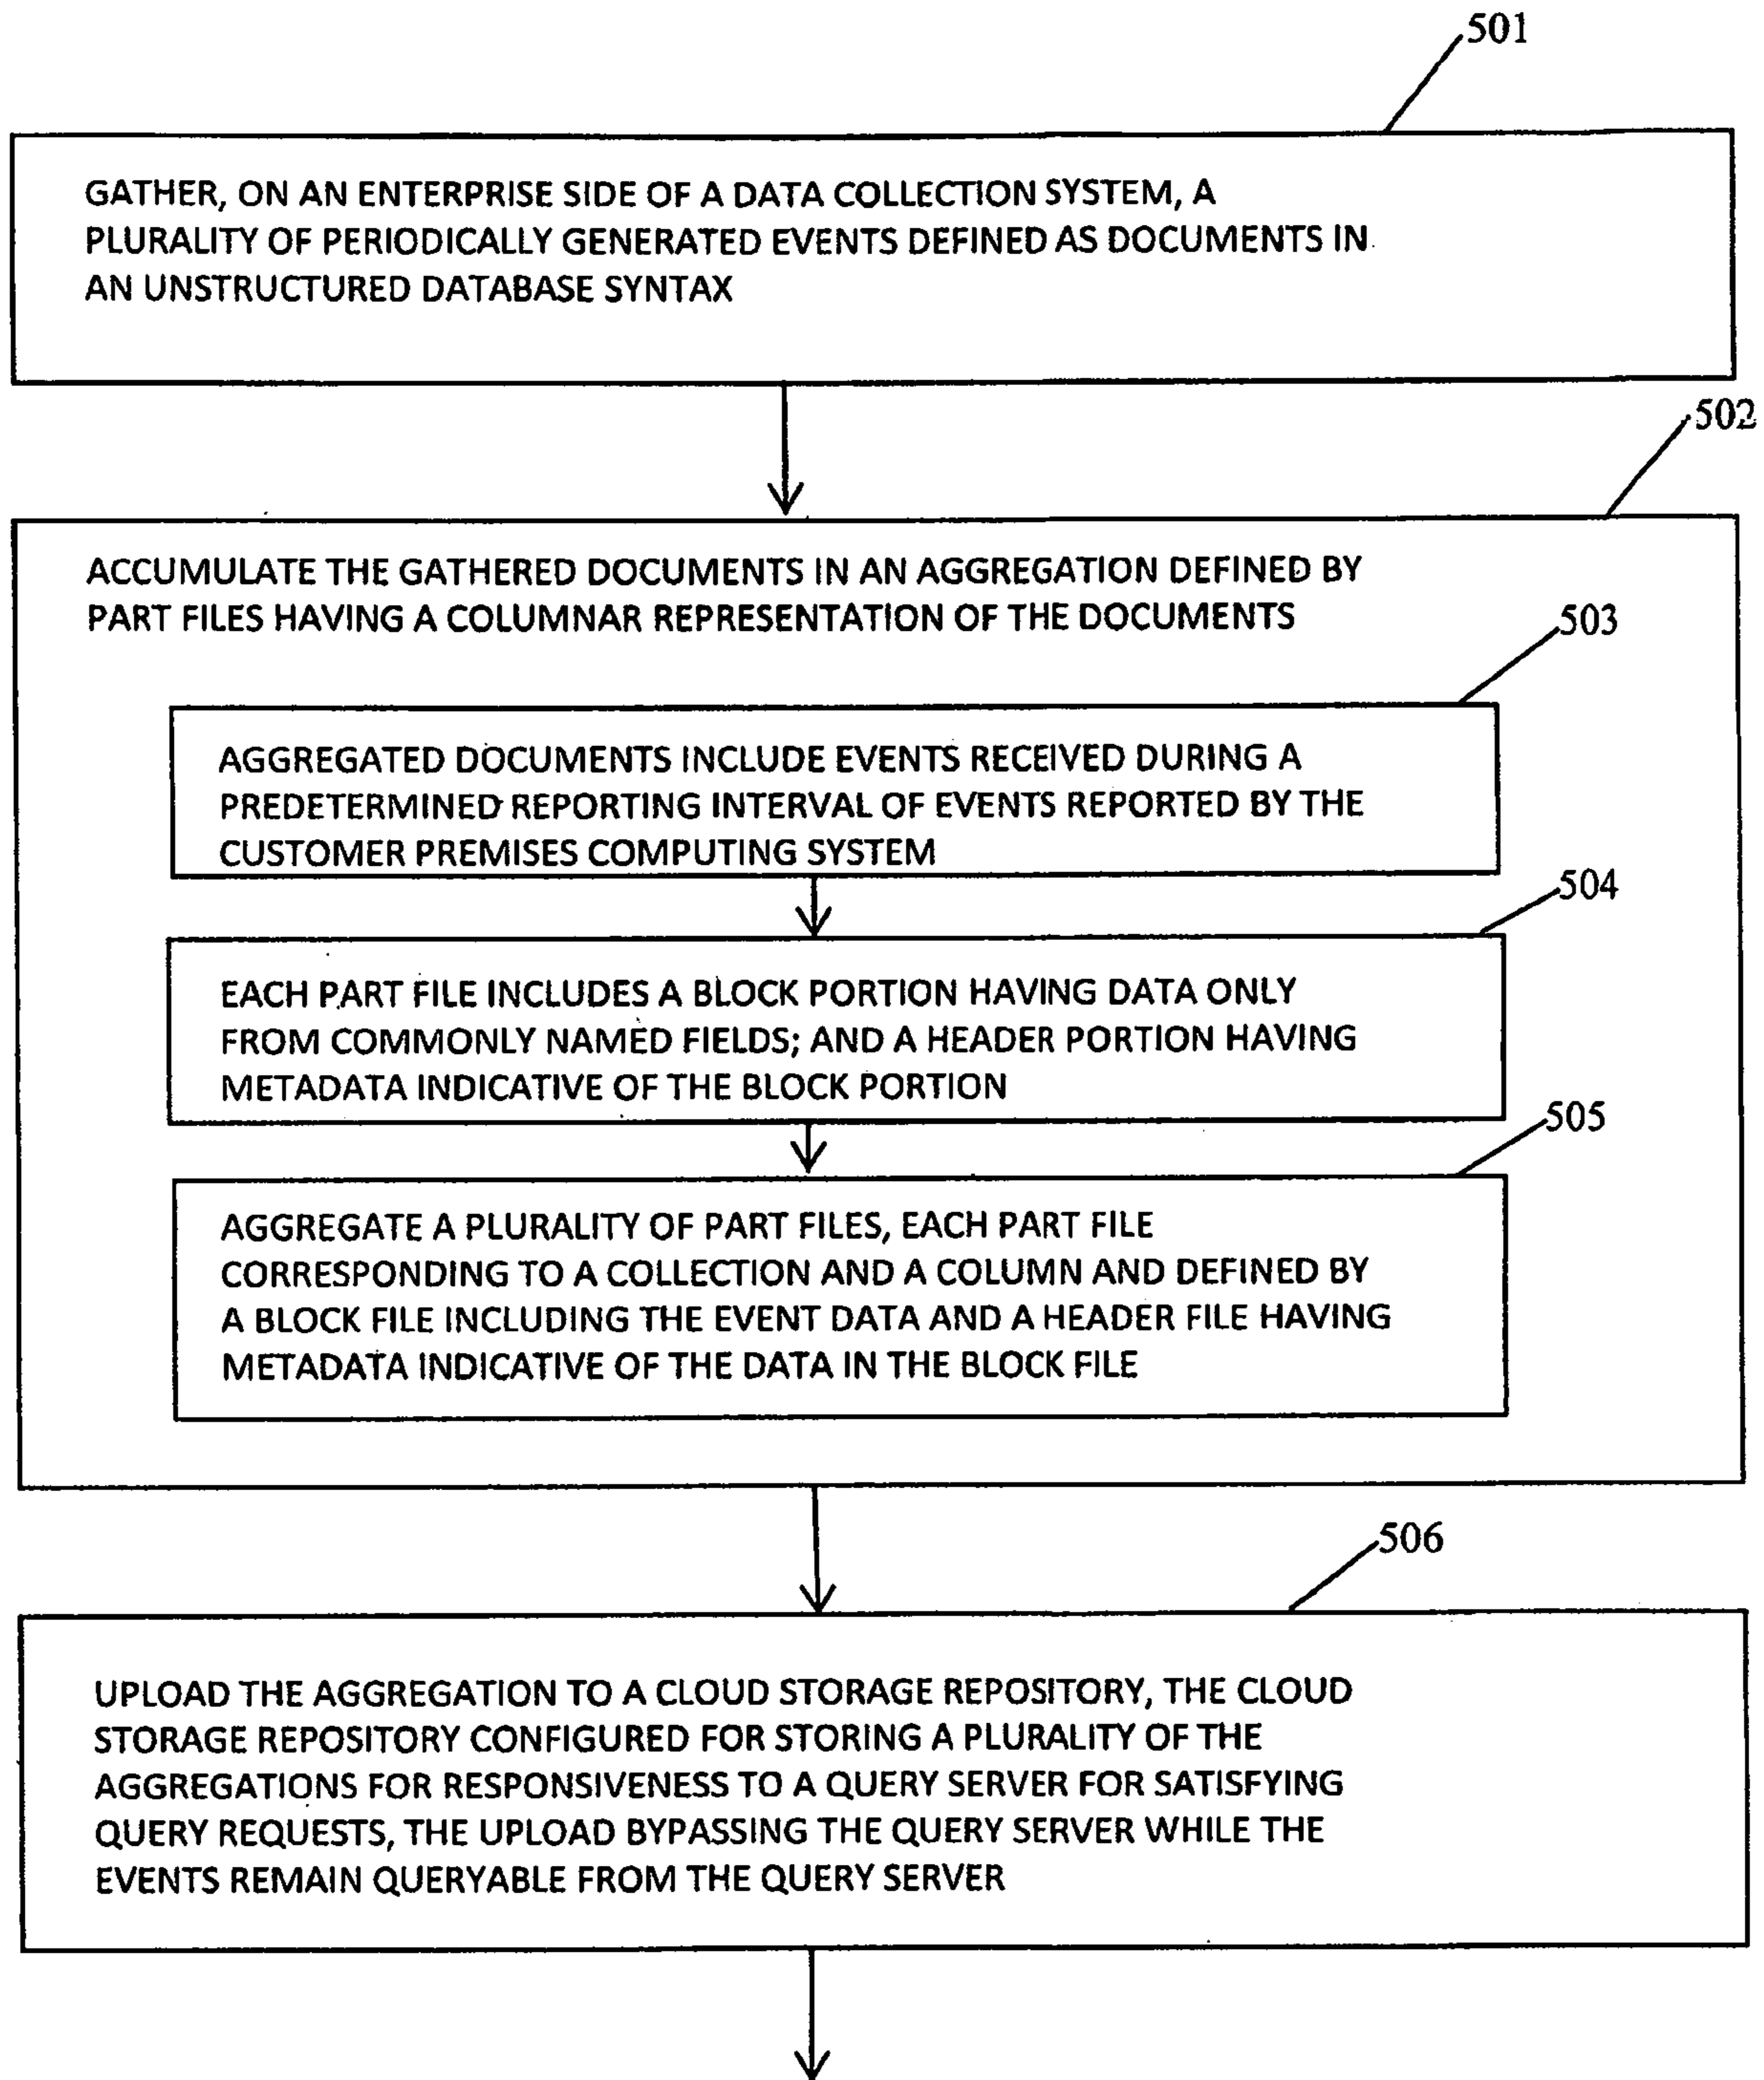 501
GATHER, ON AN ENTERPRISE SIDE OF A DATA COLLECTION SYSTEM, A
PLURALITY OF PERIODICALLY GENERATED EVENTS DEFINED AS DOCUMENTS IN
AN UNSTRUCTURED DATABASE SYNTAX
502
ACCUMULATE THE GATHERED DOCUMENTS IN AN AGGREGATION DEFINED BY
PART FILES HAVING A COLUMNAR REPRESENTATION OF THE DOCUMENTS
503
AGGREGATED DOCUMENTS INCLUDE EVENTS RECEIVED DURING A
PREDETERMINED REPORTING INTERVAL OF EVENTS REPORTED BY THE
CUSTOMER PREMISES COMPUTING SYSTEM
504
EACH PART FILE INCLUDES A BLOCK PORTION HAVING DATA ONLY
FROM COMMONLY NAMED FIELDS; AND A HEADER PORTION HAVING
METADATA INDICATIVE OF THE BLOCK PORTION
505
AGGREGATE A PLURALITY OF PART FILES, EACH PART FILE
CORRESPONDING TO A COLLECTION AND A COLUMN AND DEFINED BY
A BLOCK FILE INCLUDING THE EVENT DATA AND A HEADER FILE HAVING
METADATA INDICATIVE OF THE DATA IN THE BLOCK FILE
506
UPLOAD THE AGGREGATION TO A CLOUD STORAGE REPOSITORY, THE CLOUD
STORAGE REPOSITORY CONFIGURED FOR STORING A PLURALITY OF THE
AGGREGATIONS FOR RESPONSIVENESS TO A QUERY SERVER FOR SATISFYING
QUERY REQUESTS, THE UPLOAD BYPASSING THE QUERY SERVER WHILE THE
EVENTS REMAIN QUERYABLE FROM THE QUERY SERVER